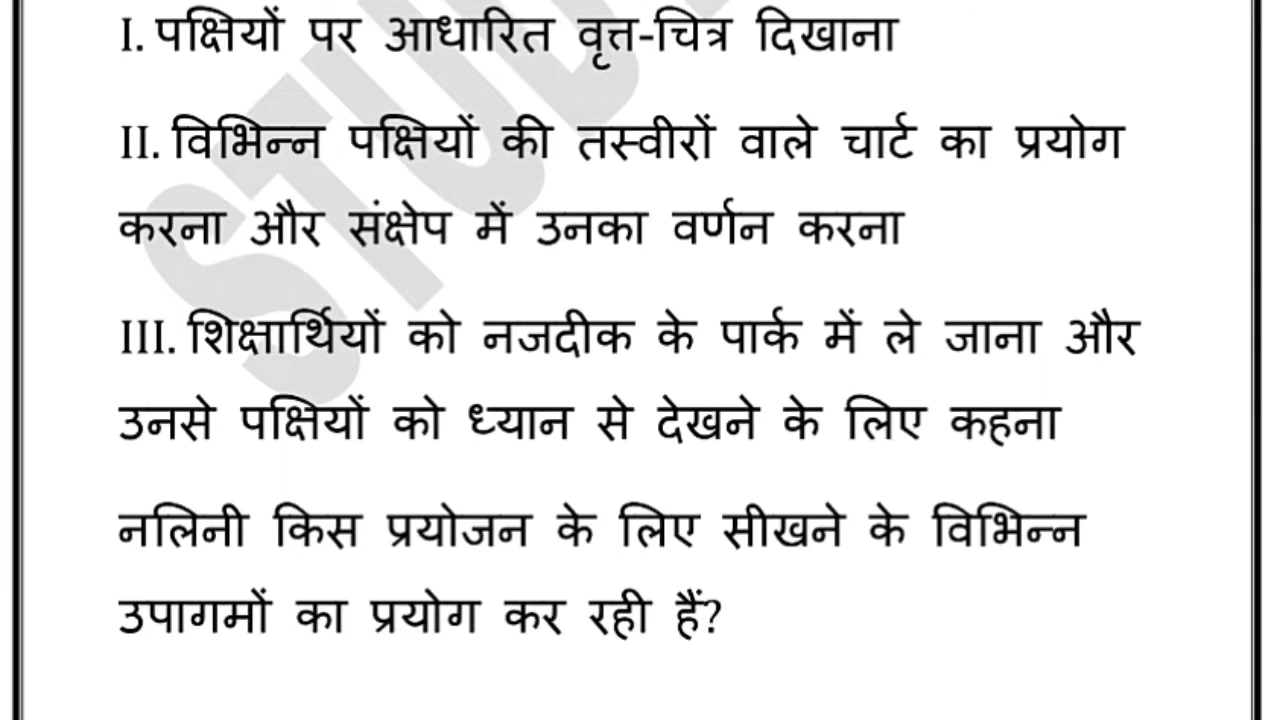 I. पक्षियों पर आधारित वृत्त-चित्र दिखाना
II. विभिन्न पक्षियों की तस्वीरों वाले चार्ट का प्रयोग
करना और संक्षेप में उनका वर्णन करना
III. शिक्षार्थियों को नजदीक के पार्क में ले जाना और
उनसे पक्षियों को ध्यान से देखने के लिए कहना
नलिनी किस प्रयोजन के लिए सीखने के विभिन्न
उपागमों का प्रयोग कर रही हैं?